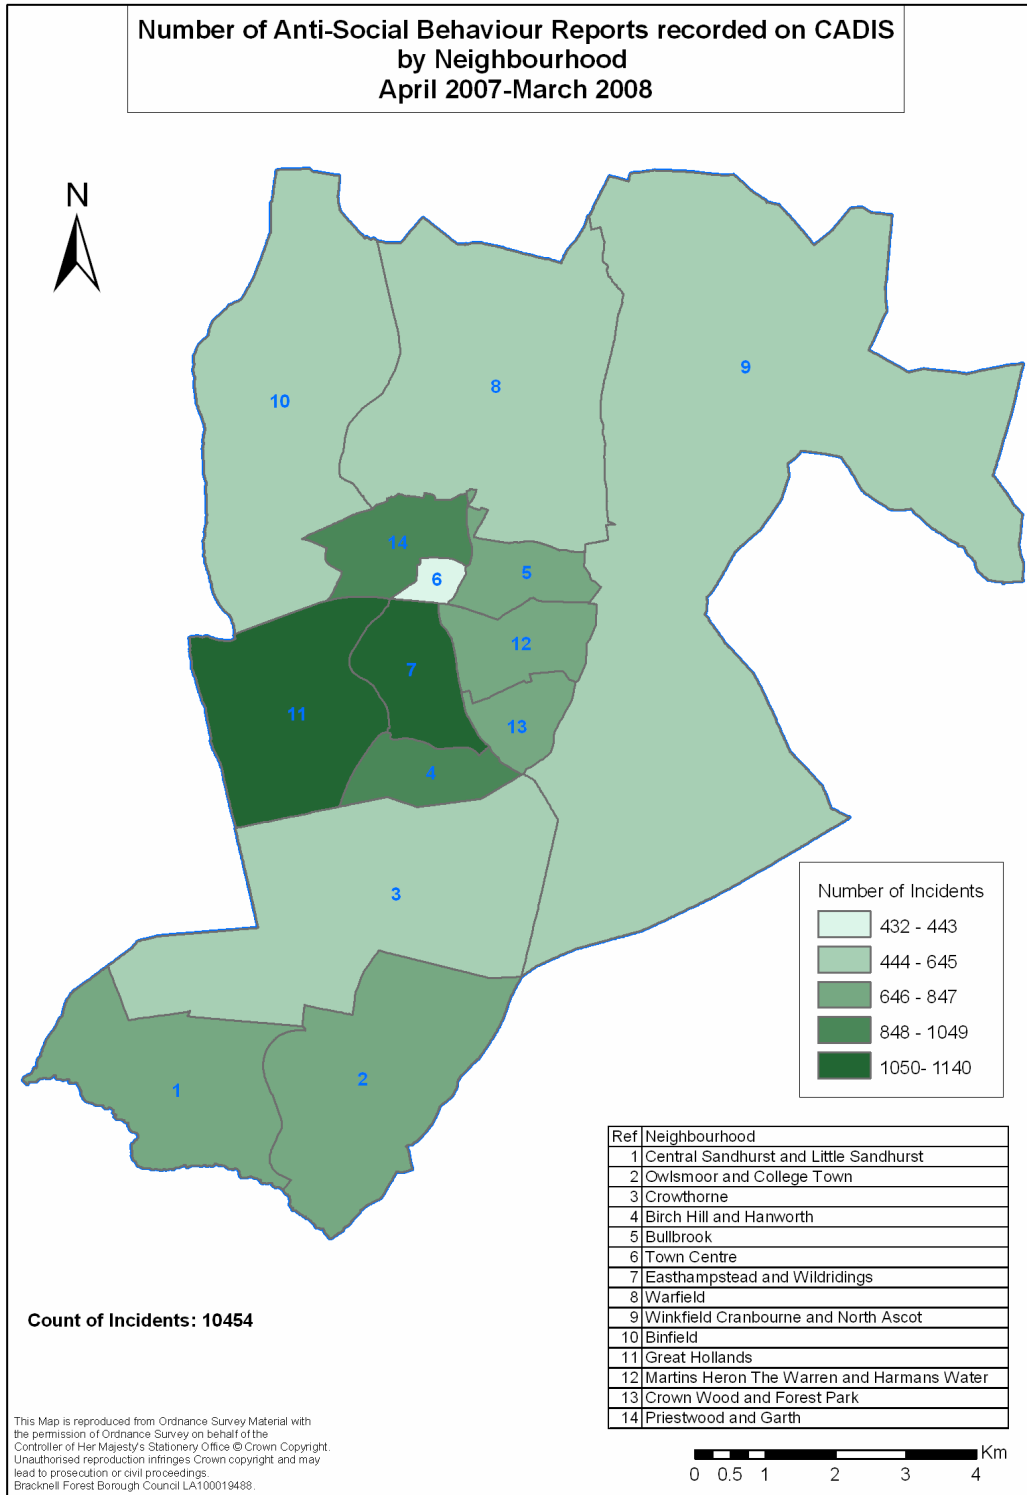 Number of Anti-Social Behaviour Reports recorded on CADIS
by Neighbourhood
April 2007-March 2008
N
9
8
10
14
6
5
12
7
11
13
4
3
Number of Incidents
432 - 443
444 - 645
646 - 847
848 - 1049
1050- 1140
2
1
Ref Neighbourhood
1 Central Sandhurst and Little Sandhurst
2 Owlsmoor and College Town
3 Crowthorne
4 Birch Hill and Hanworth
5 Bullbrook
6 Town Centre
7 Easthampstead and Wildridings
8 Warfield
9 Winkfield Cranbourne and North Ascot
10 Binfield
11 Great Hollands
12 Martins Heron The Warren and Harmans Water
13 Crown Wood and Forest Park
14 Priestwood and Garth
Count of Incidents: 10454
This Map is reproduced from Ordnance Survey Material with
the permission of Ordnance Survey on behalf of the
Controller of Her Majesty's Stationery Office © Crown Copyright.
Unauthorised reproduction infringes Crown copyright and may
lead to prosecution or civil proceedings.
Bracknell Forest Borough Council LA100019488.
Km
0 0.5 1 2 3 4